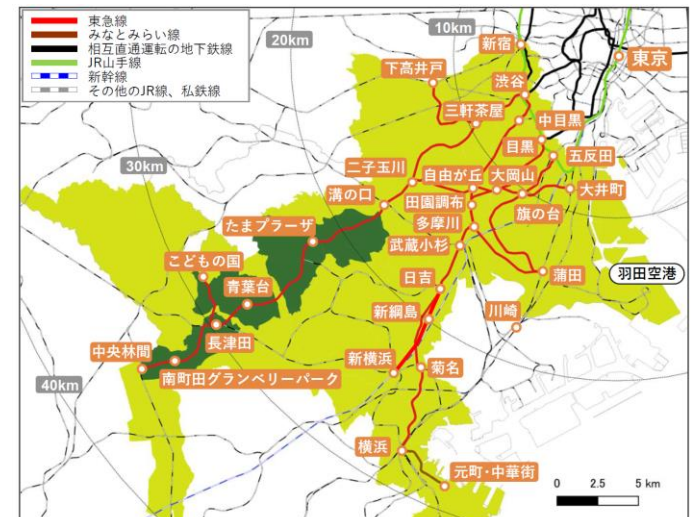 東急線
みなとみらい線
相互直通運転の地下鉄線
JR山手線
新幹線
その他のJR線、私鉄線
10km
20km
30km
40km
新宿
東京
下高井戸
渋谷
三軒茶屋
中目黒
目黒
五反田
二子玉川
自由が丘
大岡山
大井町
溝の口
田園調布
旗の台
たまプラーザ
多摩川
武蔵小杉
こどもの国
日吉
蒲田
羽田空港
青葉台
新綱島
川崎
長津田
中央林間
南町田グランベリーパーク
新横浜
菊名
横浜
元町・中華街
0 2.5 5 km